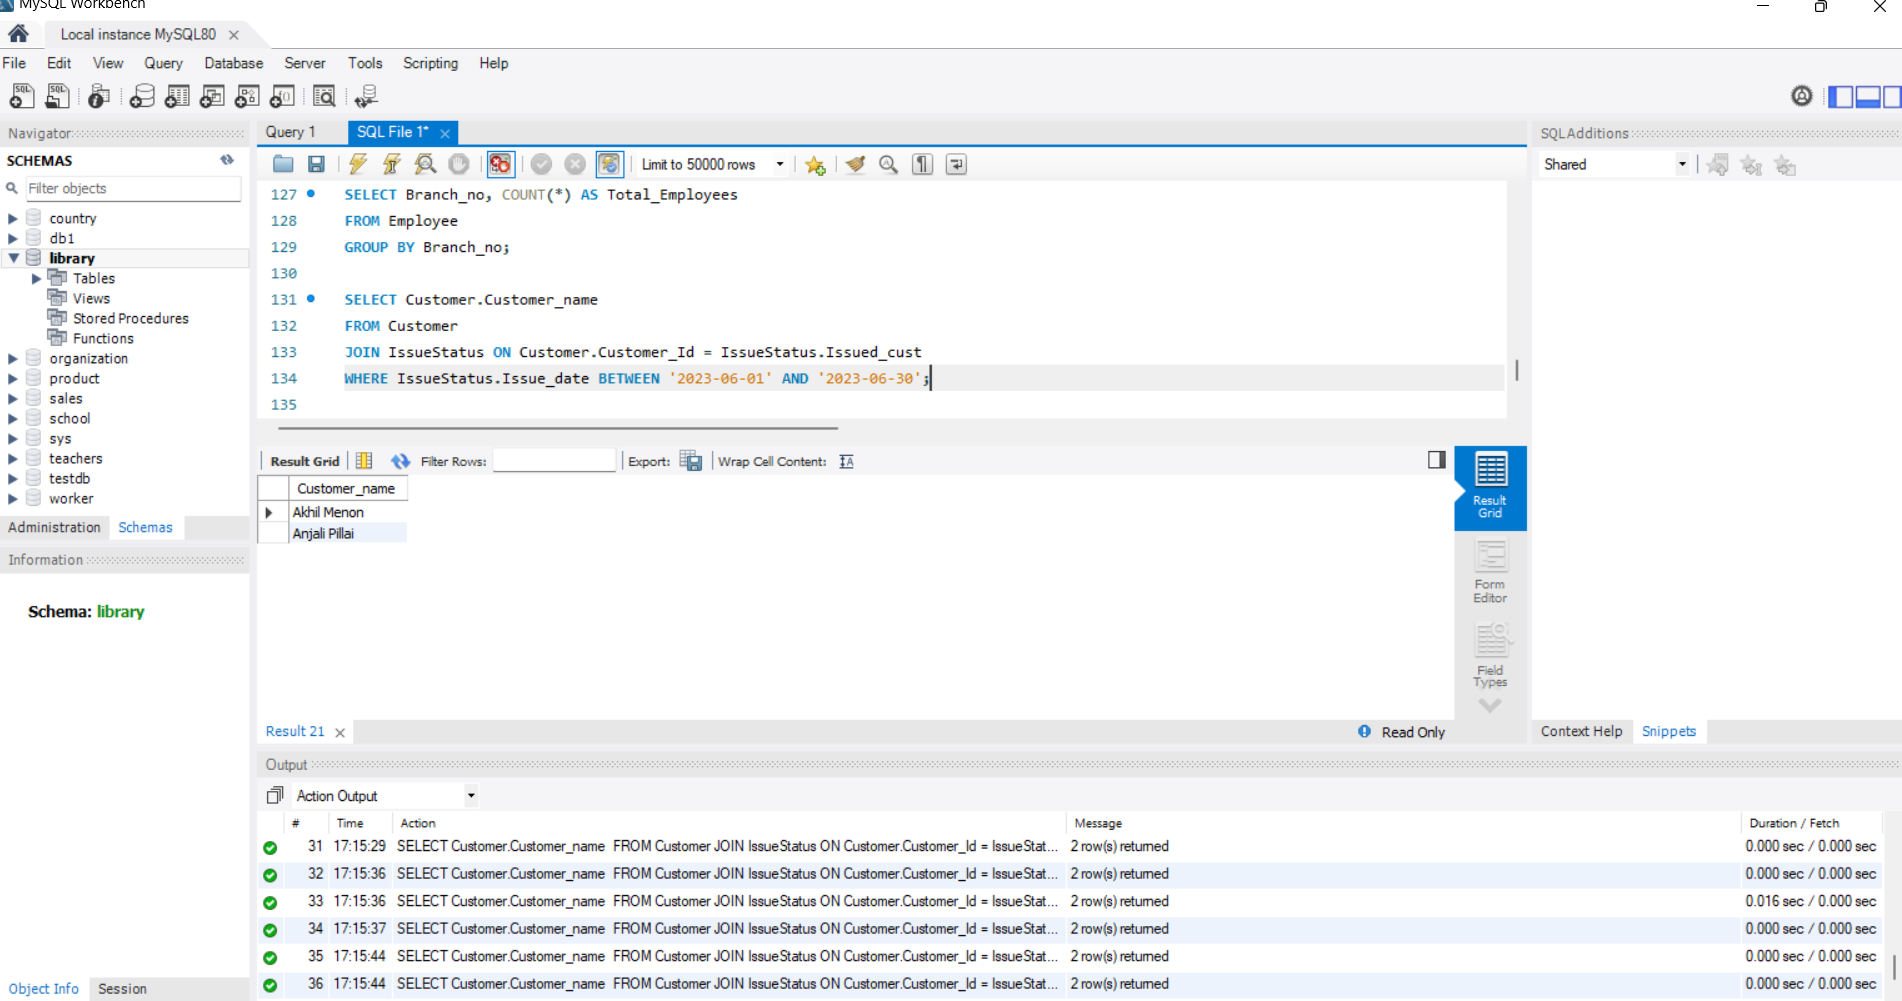 MySQL Workbench
Local instance MySQL80
File Edit View Query Database Server Tools Scripting Help
Navigator
SCHEMAS
Filter objects
country
db1
library
Tables
Views
Stored Procedures
Functions
organization
product
sales
school
sys
teachers
testdb
worker
Administration Schemas
Information
Schema: library
Object Info Session
Query 1 SQL File 1*
Limit to 50000 rows
127 SELECT Branch_no, COUNT(*) AS Total_Employees
128 FROM Employee
129 GROUP BY Branch_no;
130
131 SELECT Customer.Customer_name
132 FROM Customer
133 JOIN IssueStatus ON Customer.Customer_Id = IssueStatus.Issued_cust
134 WHERE IssueStatus.Issue_date BETWEEN '2023-06-01' AND '2023-06-30';
135
Result Grid Filter Rows: Export: Wrap Cell Content:
Customer_name
Akhil Menon
Anjali Pillai
Result
Grid
Form
Editor
Field
Types
Result 21 Read Only
SQLAdditions
Shared
Context Help Snippets
Output
Action Output
# Time Action Message Duration / Fetch
31 17:15:29 SELECT Customer.Customer_name FROM Customer JOIN IssueStatus ON Customer.Customer_Id = IssueStat... 2 row(s) returned 0.000 sec / 0.000 sec
32 17:15:36 SELECT Customer.Customer_name FROM Customer JOIN IssueStatus ON Customer.Customer_Id = IssueStat... 2 row(s) returned 0.000 sec / 0.000 sec
33 17:15:36 SELECT Customer.Customer_name FROM Customer JOIN IssueStatus ON Customer.Customer_Id = IssueStat... 2 row(s) returned 0.016 sec / 0.000 sec
34 17:15:37 SELECT Customer.Customer_name FROM Customer JOIN IssueStatus ON Customer.Customer_Id = IssueStat... 2 row(s) returned 0.000 sec / 0.000 sec
35 17:15:44 SELECT Customer.Customer_name FROM Customer JOIN IssueStatus ON Customer.Customer_Id = IssueStat... 2 row(s) returned 0.000 sec / 0.000 sec
36 17:15:44 SELECT Customer.Customer_name FROM Customer JOIN IssueStatus ON Customer.Customer_Id = IssueStat... 2 row(s) returned 0.000 sec / 0.000 sec